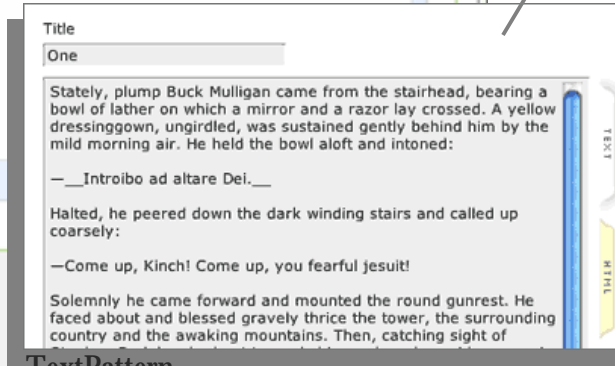 Title
One
Stately, plump Buck Mulligan came from the stairhead, bearing a
bowl of lather on which a mirror and a razor lay crossed. A yellow
dressinggown, ungirdled, was sustained gently behind him by the
mild morning air. He held the bowl aloft and intoned:
—__Introibo ad altare Dei.__
Halted, he peered down the dark winding stairs and called up
coarsely:
—Come up, Kinch! Come up, you fearful jesuit!
Solemnly he came forward and mounted the round gunrest. He
faced about and blessed gravely thrice the tower, the surrounding
country and the awaking mountains. Then, catching sight of
TEXT
HTML
TextPattern